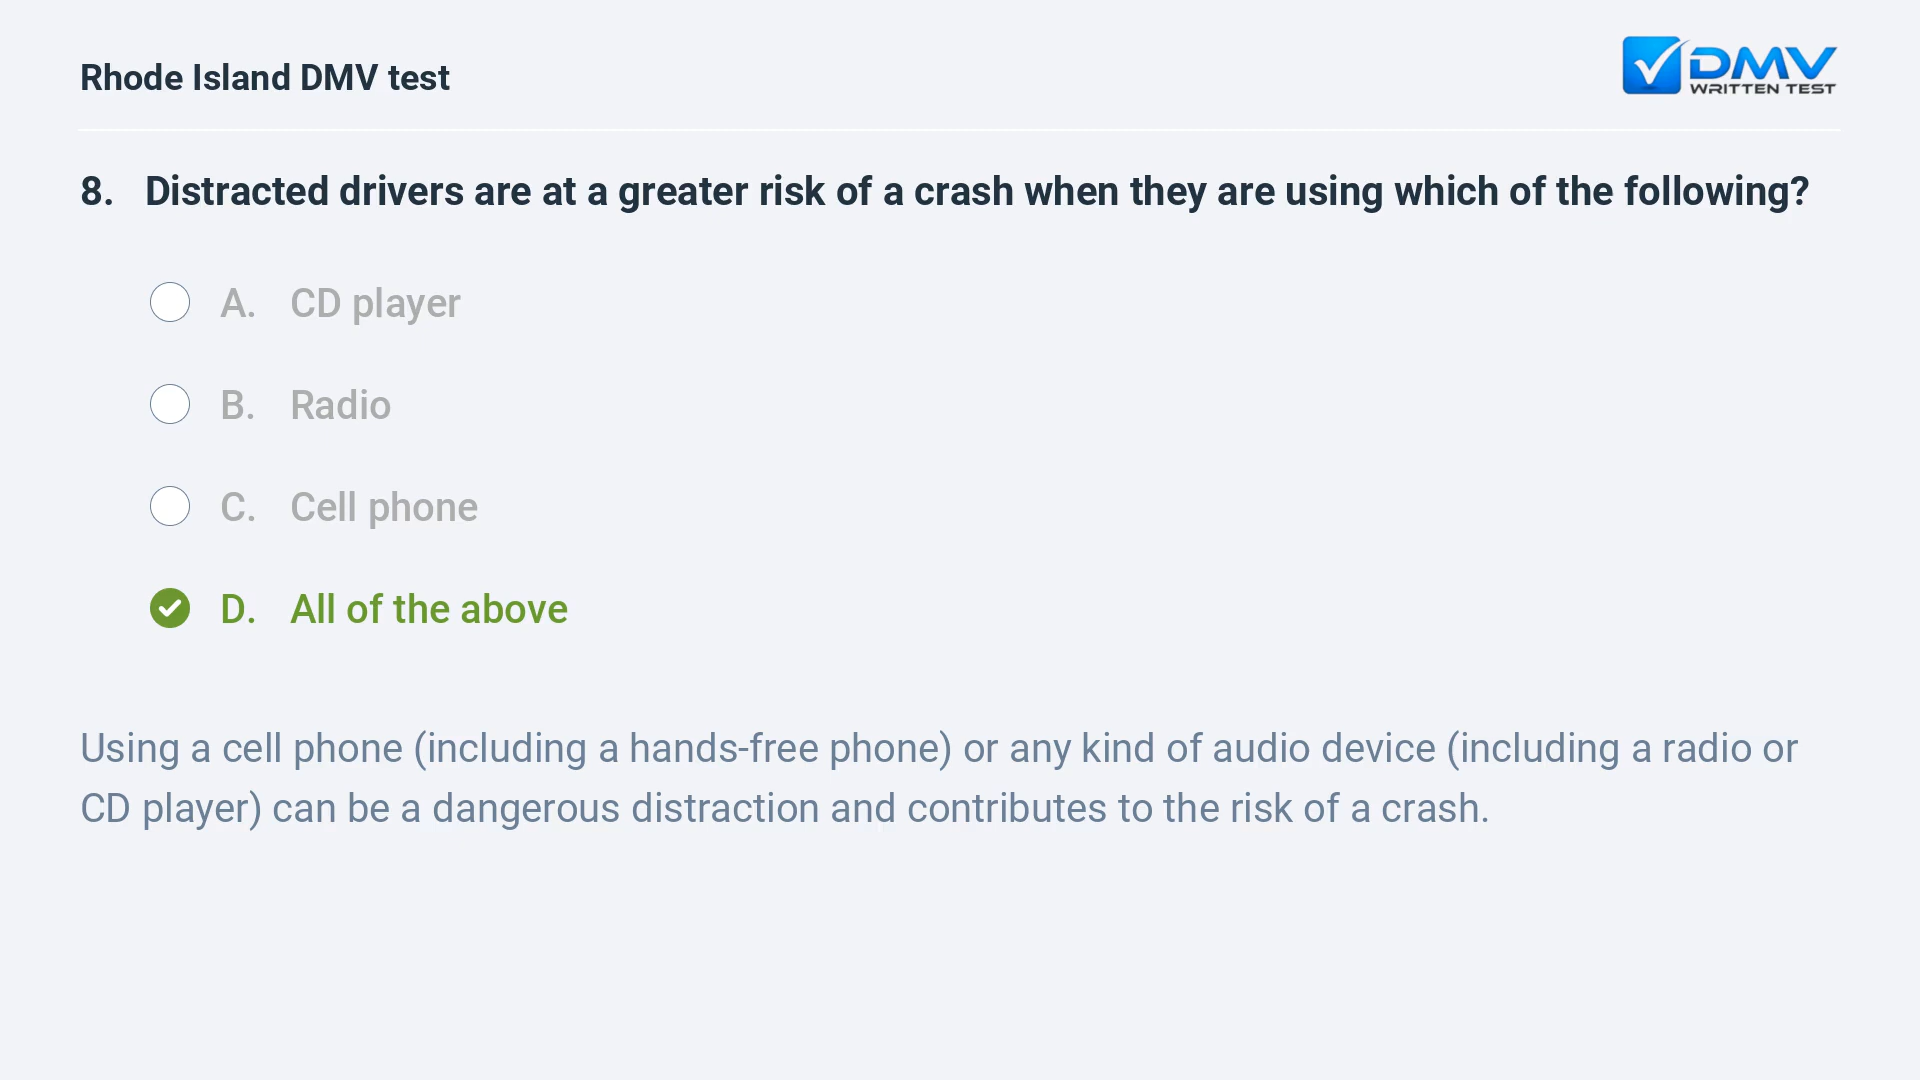 Rhode Island DMV test
DMV
WRITTEN TEST
8. Distracted drivers are at a greater risk of a crash when they are using which of the following?
A. CD player
B. Radio
C. Cell phone
D. All of the above
Using a cell phone (including a hands-free phone) or any kind of audio device (including a radio or
CD player) can be a dangerous distraction and contributes to the risk of a crash.